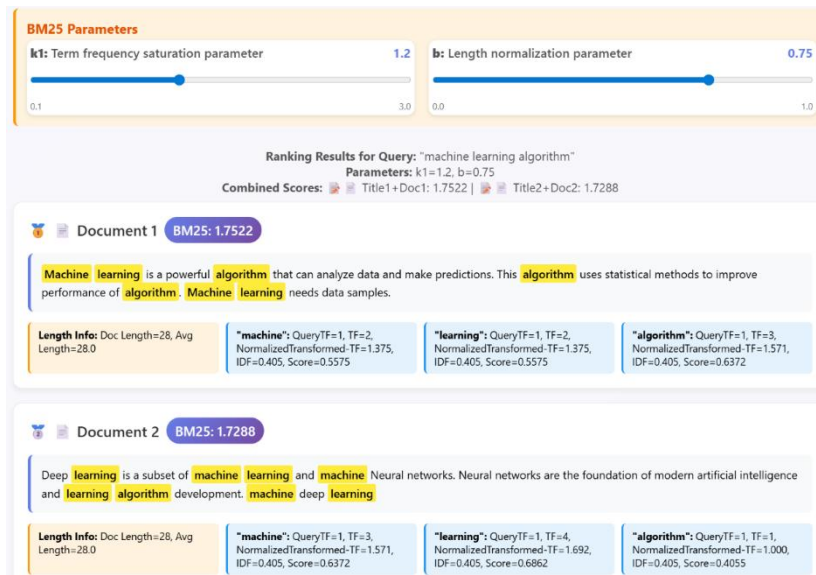 BM25 Parameters
k1: Term frequency saturation parameter 1.2
0.1 3.0
b: Length normalization parameter 0.75
0.0 1.0
Ranking Results for Query: "machine learning algorithm"
Parameters: k1=1.2, b=0.75
Combined Scores: Title1+Doc1: 1.7522 | Title2+Doc2: 1.7288
Document 1 BM25: 1.7522
Machine learning is a powerful algorithm that can analyze data and make predictions. This algorithm uses statistical methods to improve
performance of algorithm. Machine learning needs data samples.
Length Info: Doc Length=28, Avg
Length=28.0
"machine": QueryTF=1, TF=2,
NormalizedTransformed-TF=1.375,
IDF=0.405, Score=0.5575
"learning": QueryTF=1, TF=2,
NormalizedTransformed-TF=1.375,
IDF=0.405, Score=0.5575
"algorithm": QueryTF=1, TF=3,
NormalizedTransformed-TF=1.571,
IDF=0.405, Score=0.6372
Document 2 BM25: 1.7288
Deep learning is a subset of machine learning and machine Neural networks. Neural networks are the foundation of modern artificial intelligence
and learning algorithm development. machine deep learning
Length Info: Doc Length=28, Avg
Length=28.0
"machine": QueryTF=1, TF=3,
NormalizedTransformed-TF=1.571,
IDF=0.405, Score=0.6372
"learning": QueryTF=1, TF=4,
NormalizedTransformed-TF=1.692,
IDF=0.405, Score=0.6862
"algorithm": QueryTF=1, TF=1,
NormalizedTransformed-TF=1.000,
IDF=0.405, Score=0.4055